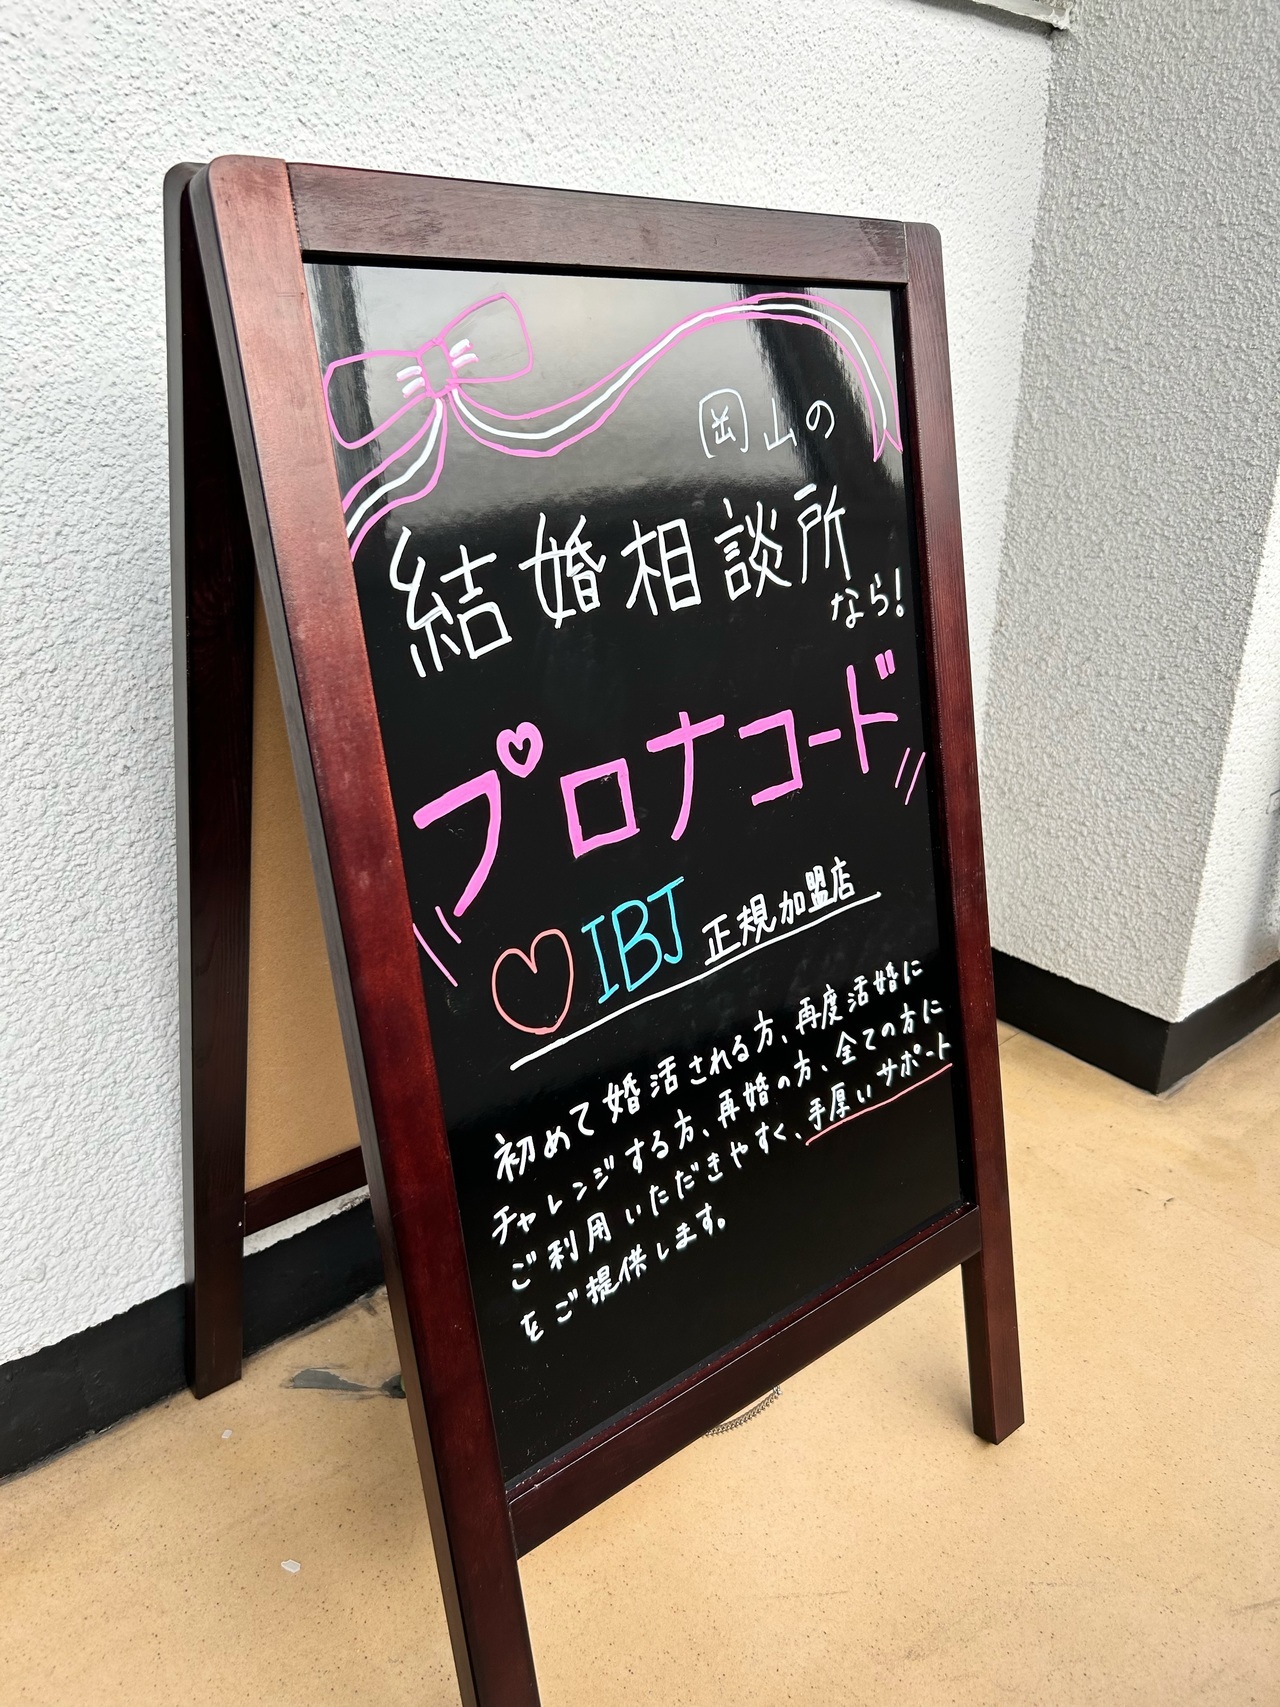 岡山の
結婚相談所
なら!
プロナコード
♡IBJ 正規加盟店
初めて婚活される方、再度活婚に
チャレンジする方、再婚の方、全ての方に
ご利用いただきやすく、手厚いサポート
をご提供します。